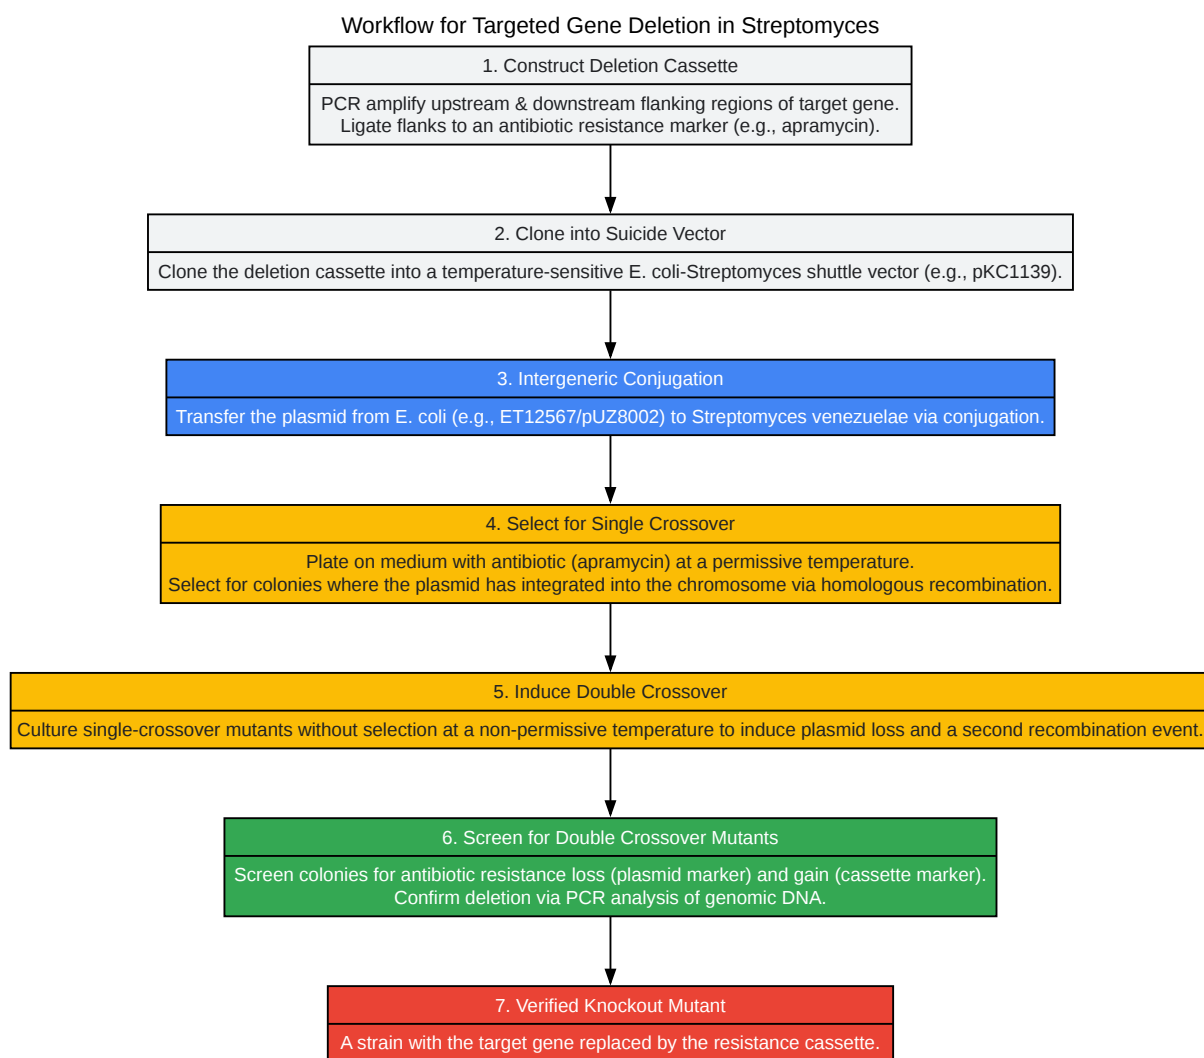 Workflow for Targeted Gene Deletion in Streptomyces
1. Construct Deletion Cassette
PCR amplify upstream & downstream flanking regions of target gene.
Ligate flanks to an antibiotic resistance marker (e.g., apramycin).
2. Clone into Suicide Vector
Clone the deletion cassette into a temperature-sensitive E. coli-Streptomyces shuttle vector (e.g., pKC1139).
3. Intergeneric Conjugation
Transfer the plasmid from E. coli (e.g., ET12567/pUZ8002) to Streptomyces venezuelae via conjugation.
4. Select for Single Crossover
Plate on medium with antibiotic (apramycin) at a permissive temperature.
Select for colonies where the plasmid has integrated into the chromosome via homologous recombination.
5. Induce Double Crossover
Culture single-crossover mutants without selection at a non-permissive temperature to induce plasmid loss and a second recombination event.
6. Screen for Double Crossover Mutants
Screen colonies for antibiotic resistance loss (plasmid marker) and gain (cassette marker).
Confirm deletion via PCR analysis of genomic DNA.
7. Verified Knockout Mutant
A strain with the target gene replaced by the resistance cassette.